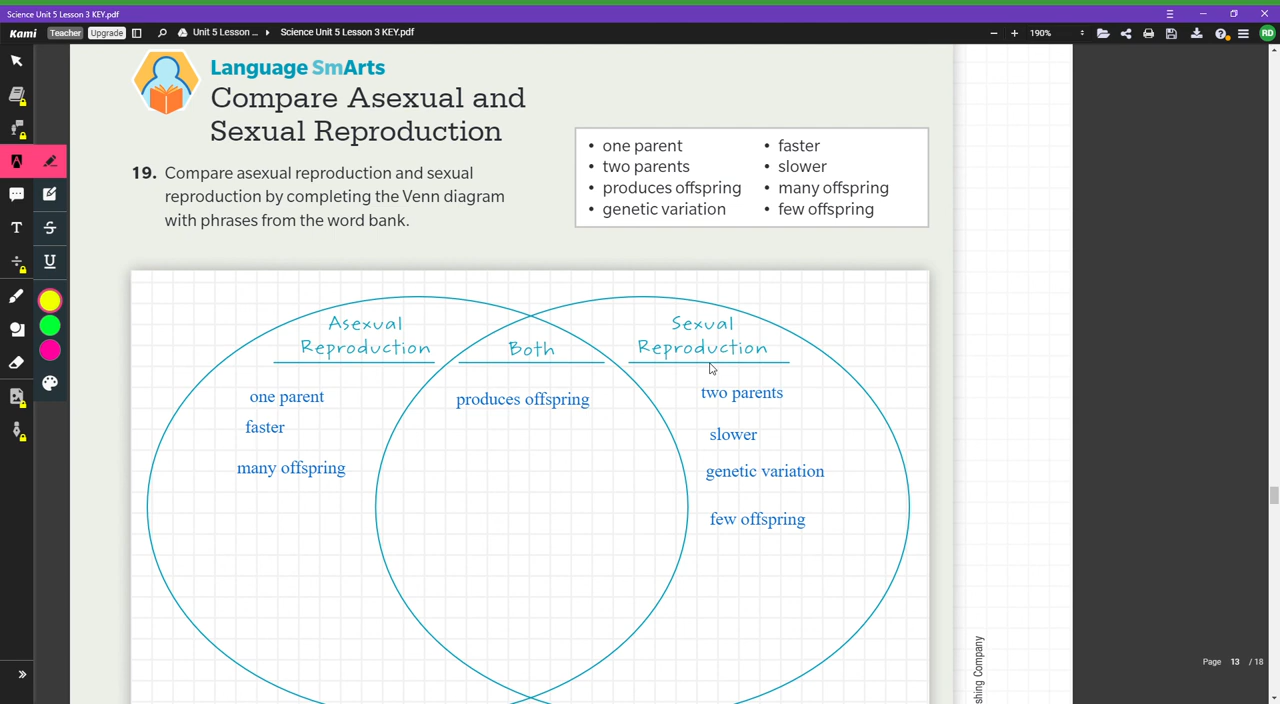 Science Unit 5 Lesson 3 KEY.pdf
Kami Teacher Upgrade Unit 5 Lesson ... Science Unit 5 Lesson 3 KEY.pdf 190% RD
Language SmArts
Compare Asexual and
Sexual Reproduction
19. Compare asexual reproduction and sexual
reproduction by completing the Venn diagram
with phrases from the word bank.
• one parent
• two parents
• produces offspring
• genetic variation
• faster
• slower
• many offspring
• few offspring
Asexual
Reproduction
one parent
faster
many offspring
Both
produces offspring
Sexual
Reproduction
two parents
slower
genetic variation
few offspring
shing Company
Page 13 / 18